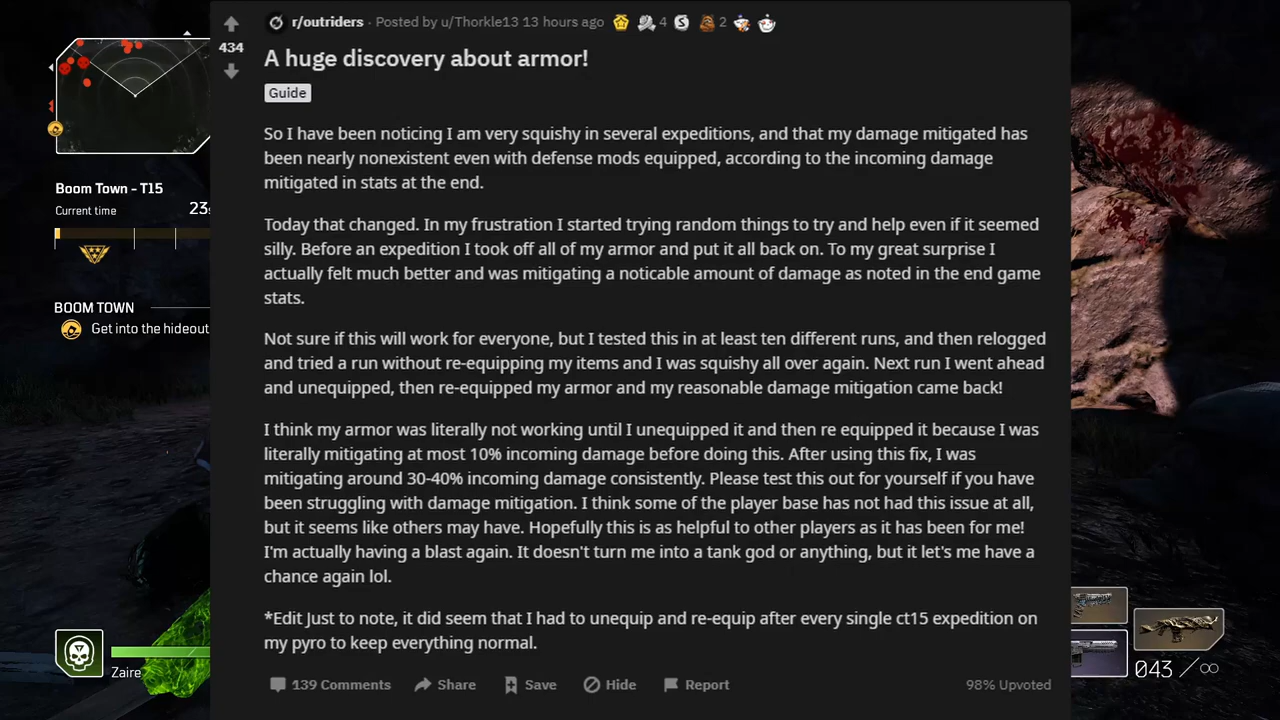 r/outriders · Posted by u/Thorkle13 13 hours ago 4 S 2
434
A huge discovery about armor!
Guide
So I have been noticing I am very squishy in several expeditions, and that my damage mitigated has
been nearly nonexistent even with defense mods equipped, according to the incoming damage
mitigated in stats at the end.
Today that changed. In my frustration I started trying random things to try and help even if it seemed
silly. Before an expedition I took off all of my armor and put it all back on. To my great surprise I
actually felt much better and was mitigating a noticable amount of damage as noted in the end game
stats.
Not sure if this will work for everyone, but I tested this in at least ten different runs, and then relogged
and tried a run without re-equipping my items and I was squishy all over again. Next run I went ahead
and unequipped, then re-equipped my armor and my reasonable damage mitigation came back!
I think my armor was literally not working until I unequipped it and then re equipped it because I was
literally mitigating at most 10% incoming damage before doing this. After using this fix, I was
mitigating around 30-40% incoming damage consistently. Please test this out for yourself if you have
been struggling with damage mitigation. I think some of the player base has not had this issue at all,
but it seems like others may have. Hopefully this is as helpful to other players as it has been for me!
I'm actually having a blast again. It doesn't turn me into a tank god or anything, but it let's me have a
chance again lol.
*Edit Just to note, it did seem that I had to unequip and re-equip after every single ct15 expedition on
my pyro to keep everything normal.
139 Comments Share Save Hide Report 98% Upvoted
Boom Town - T15
Current time 23
BOOM TOWN
Get into the hideout
Zaire
043 / ∞